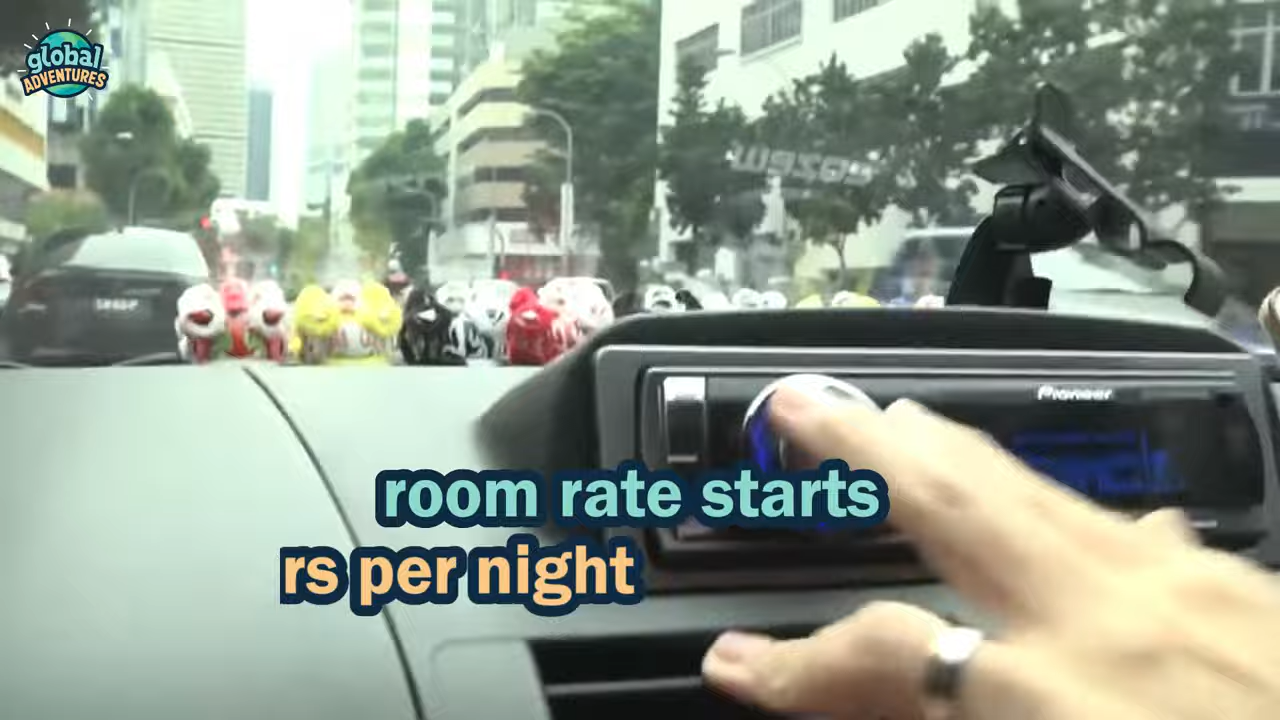 global
ADVENTURES
Pioneer
room rate starts
rs per night